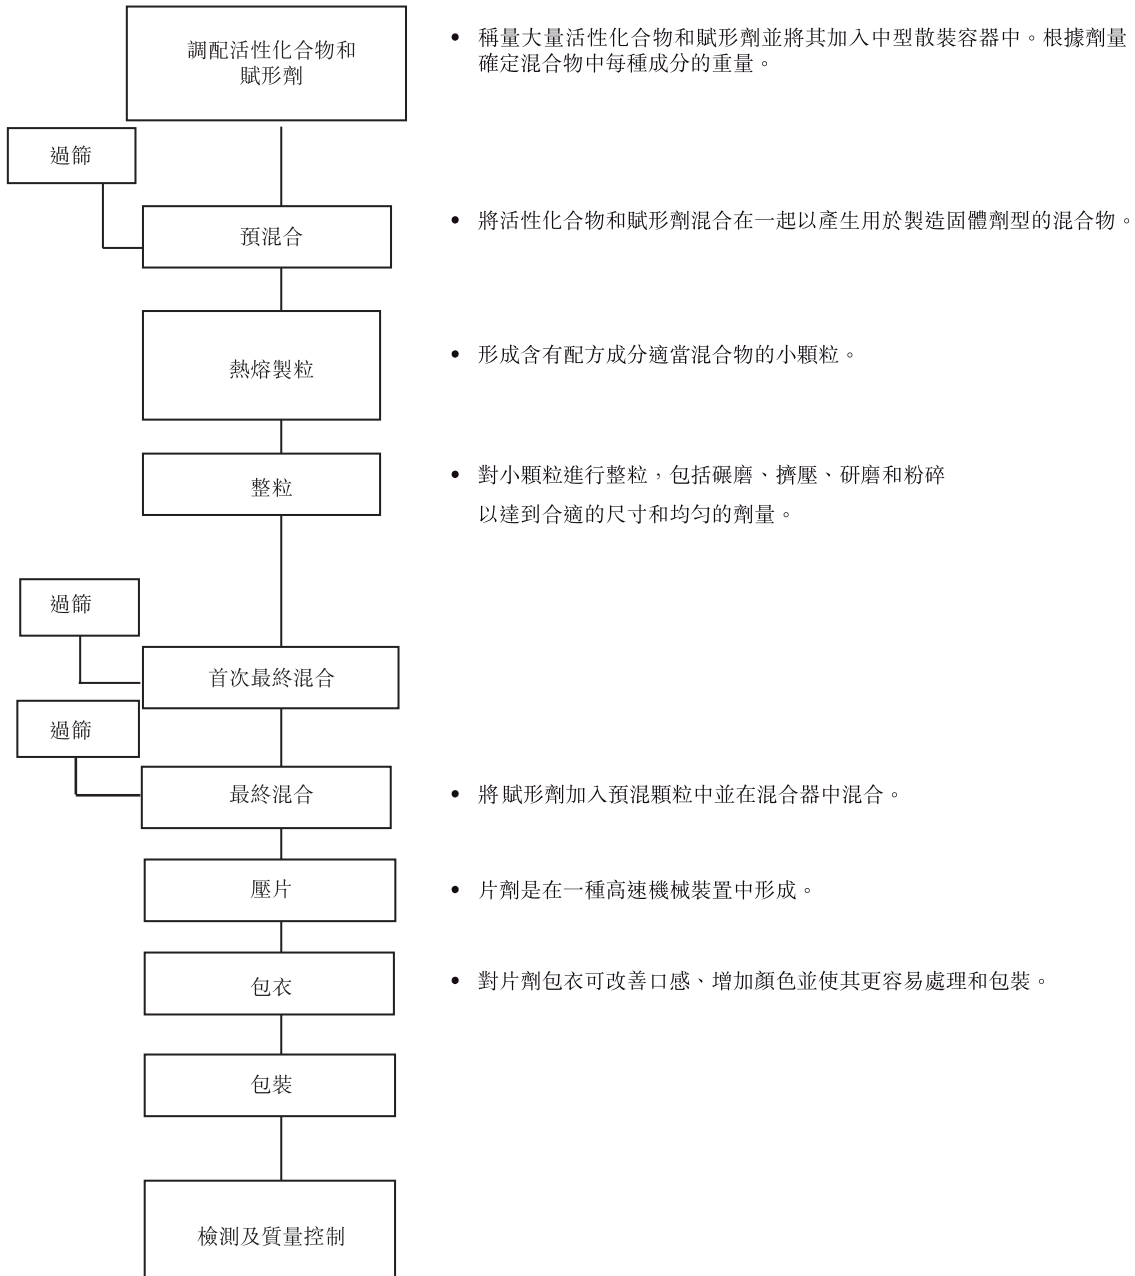 調配活性化合物和
賦形劑
• 稱量大量活性化合物和賦形劑並將其加入中型散裝容器中。根據劑量
確定混合物中每種成分的重量。
過篩
預混合
• 將活性化合物和賦形劑混合在一起以產生用於製造固體劑型的混合物。
熱熔製粒
• 形成含有配方成分適當混合物的小顆粒。
整粒
• 對小顆粒進行整粒，包括碾磨、擠壓、研磨和粉碎
以達到合適的尺寸和均勻的劑量。
過篩
首次最終混合
過篩
最終混合
• 將賦形劑加入預混顆粒中並在混合器中混合。
壓片
• 片劑是在一種高速機械裝置中形成。
包衣
• 對片劑包衣可改善口感、增加顏色並使其更容易處理和包裝。
包裝
檢測及質量控制